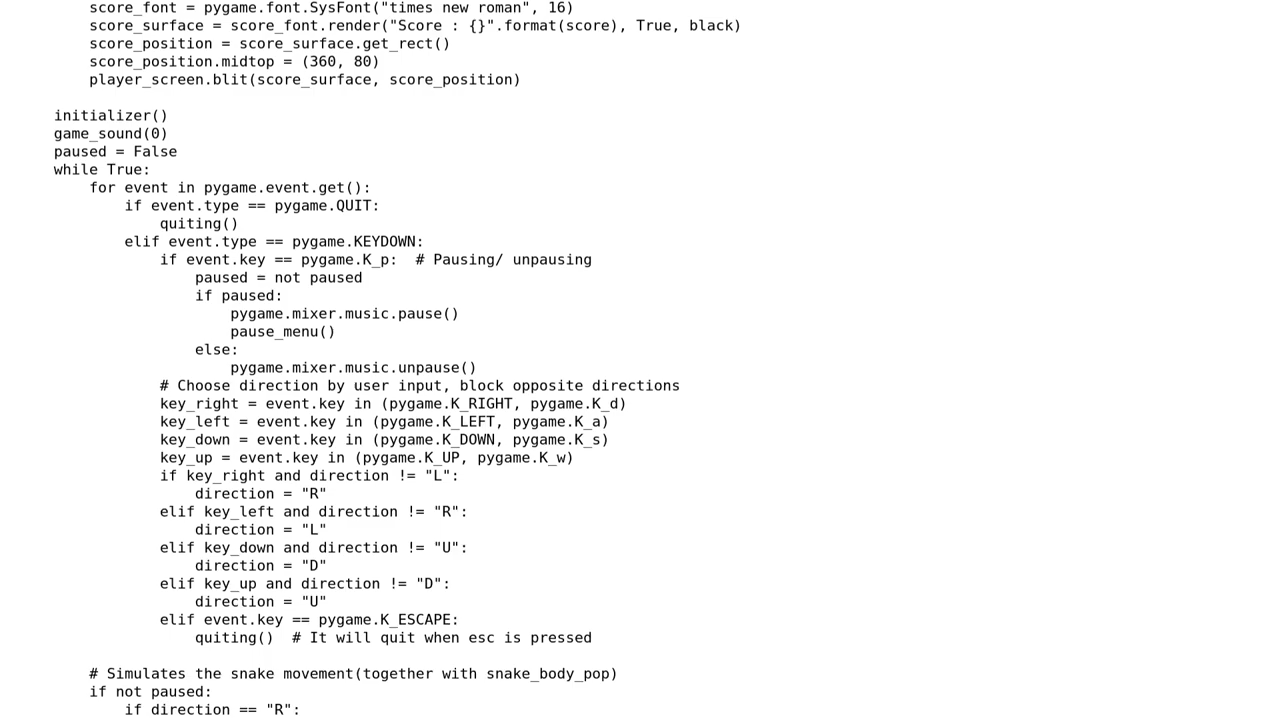 score_font = pygame.font.SysFont("times new roman", 16)
score_surface = score_font.render("Score : {}".format(score), True, black)
score_position = score_surface.get_rect()
score_position.midtop = (360, 80)
player_screen.blit(score_surface, score_position)
initializer()
game_sound(0)
paused = False
while True:
for event in pygame.event.get():
if event.type == pygame.QUIT:
quiting()
elif event.type == pygame.KEYDOWN:
if event.key == pygame.K_p:  # Pausing/ unpausing
paused = not paused
if paused:
pygame.mixer.music.pause()
pause_menu()
else:
pygame.mixer.music.unpause()
# Choose direction by user input, block opposite directions
key_right = event.key in (pygame.K_RIGHT, pygame.K_d)
key_left = event.key in (pygame.K_LEFT, pygame.K_a)
key_down = event.key in (pygame.K_DOWN, pygame.K_s)
key_up = event.key in (pygame.K_UP, pygame.K_w)
if key_right and direction != "L":
direction = "R"
elif key_left and direction != "R":
direction = "L"
elif key_down and direction != "U":
direction = "D"
elif key_up and direction != "D":
direction = "U"
elif event.key == pygame.K_ESCAPE:
quiting()  # It will quit when esc is pressed
# Simulates the snake movement(together with snake_body_pop)
if not paused:
if direction == "R":